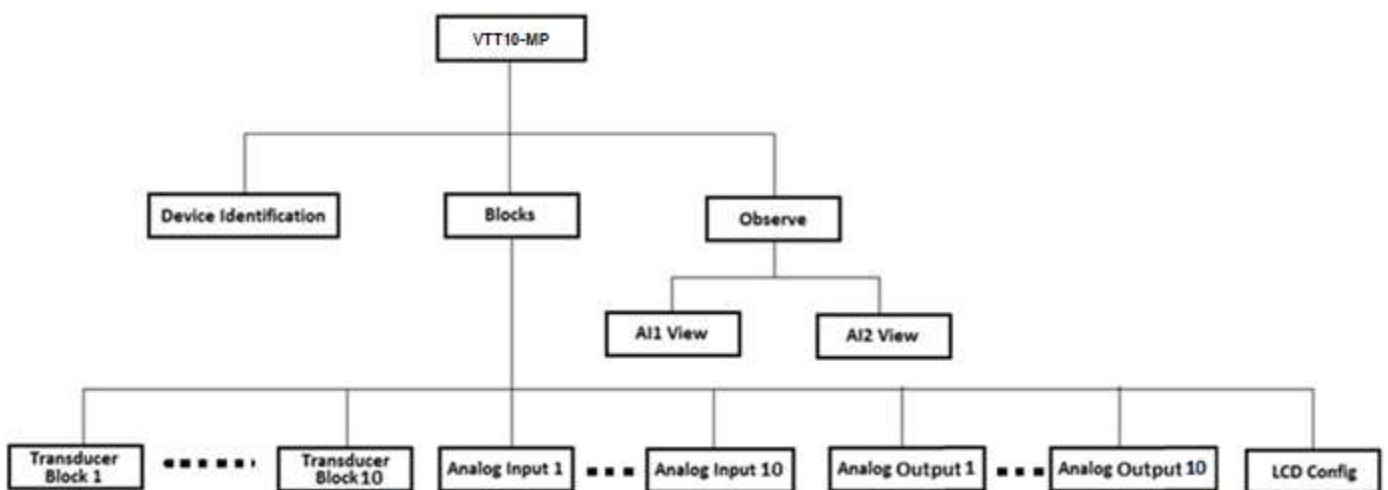 VTT10-MP
Device Identification
Blocks
Observe
AI1 View
AI2 View
Transducer
Block 1
Transducer
Block 10
Analog Input 1
Analog Input 10
Analog Output 1
Analog Output 10
LCD Config